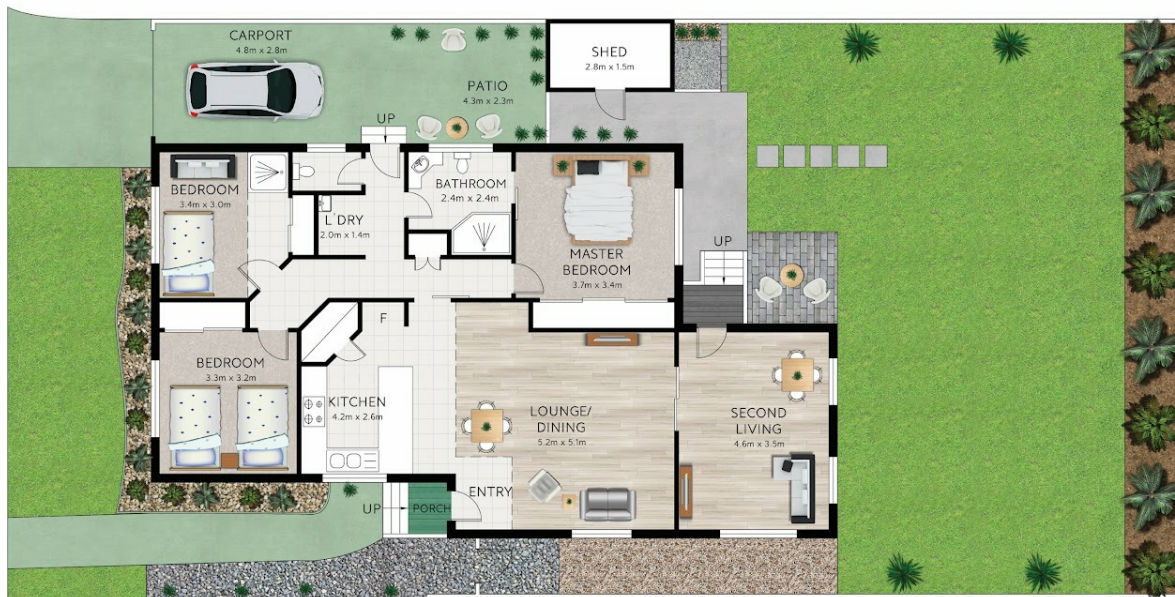 CARPORT
4.8m x 2.8m
SHED
2.8m x 1.5m
PATIO
4.3m x 2.3m
UP
BEDROOM
3.4m x 3.0m
BATHROOM
2.4m x 2.4m
L'DRY
2.0m x 1.4m
MASTER
BEDROOM
3.7m x 3.4m
UP
F
BEDROOM
3.3m x 3.2m
KITCHEN
4.2m x 2.6m
LOUNGE/
DINING
5.2m x 5.1m
SECOND
LIVING
4.6m x 3.5m
ENTRY
UP
PORCH